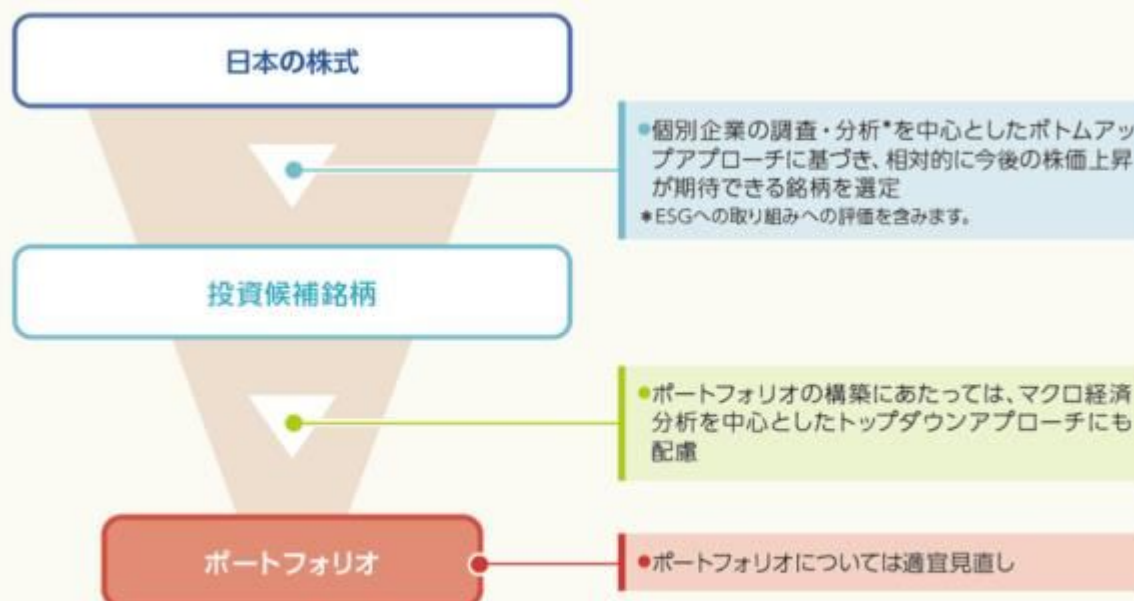 日本の株式
●個別企業の調査・分析*を中心としたボトムアッ
プアプローチに基づき、相対的に今後の株価上昇
が期待できる銘柄を選定
*ESGへの取り組みへの評価を含みます。
投資候補銘柄
●ポートフォリオの構築にあたっては、マクロ経済
分析を中心としたトップダウンアプローチにも
配慮
ポートフォリオ
●ポートフォリオについては適宜見直し